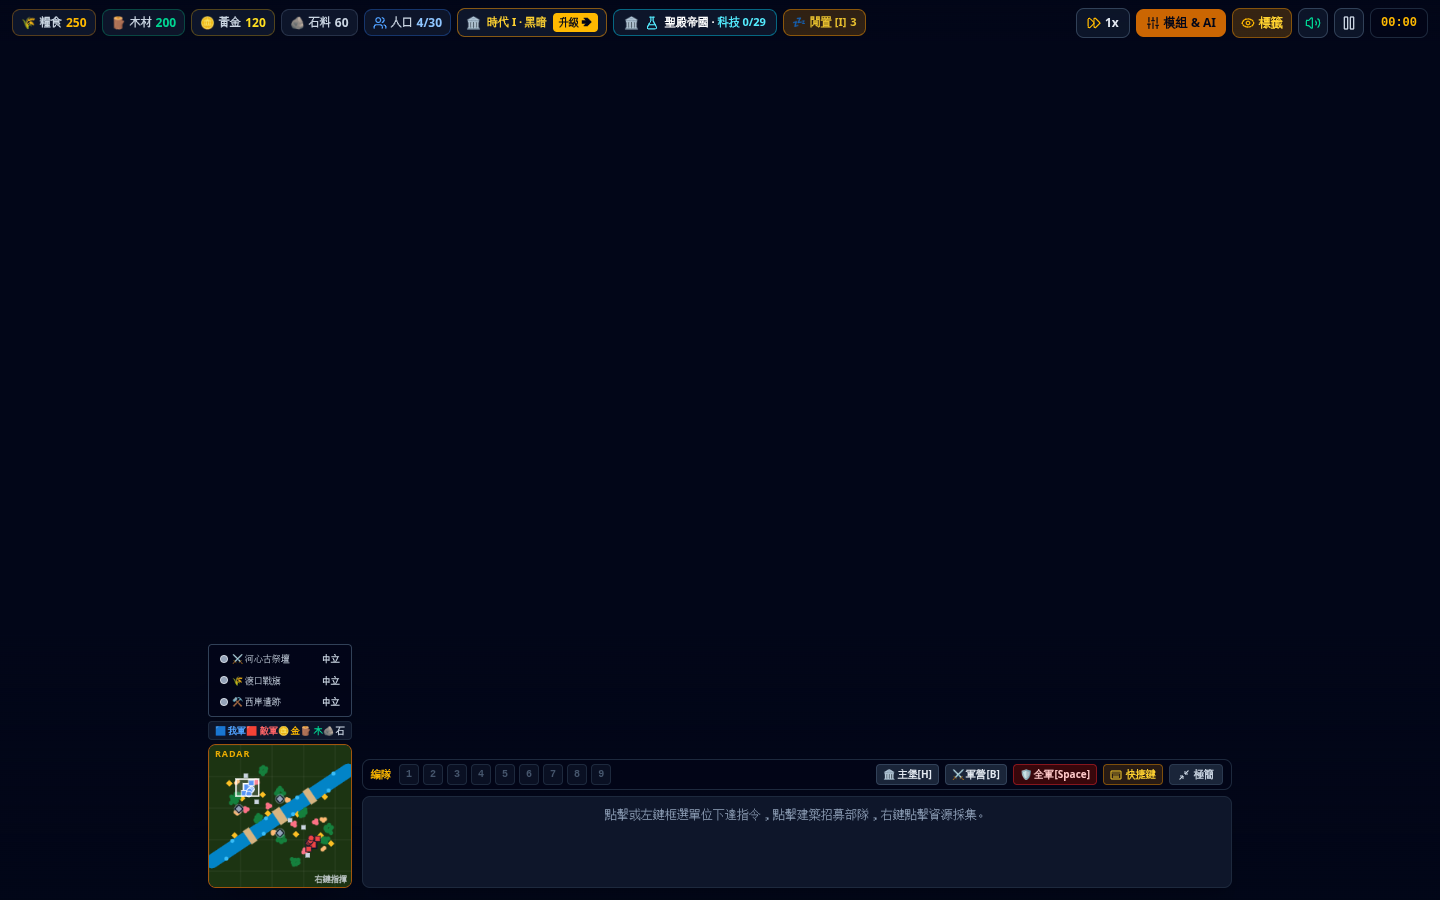 糧食 250
木材 200
黃金 120
石料 60
人口 4/30
時代 I · 黑暗 升級
聖殿帝國 · 科技 0/29
閒置 [I] 3
1x
模組 & AI
標籤
00:00
河心古祭壇 中立
渡口戰旗 中立
西岸遺跡 中立
我軍 敵軍 金 木 石
RADAR
右鍵指揮
編隊 1 2 3 4 5 6 7 8 9
主堡[H]
軍營[B]
全軍[Space]
快捷鍵
極簡
點擊或左鍵框選單位下達指令，點擊建築招募部隊，右鍵點擊資源採集。